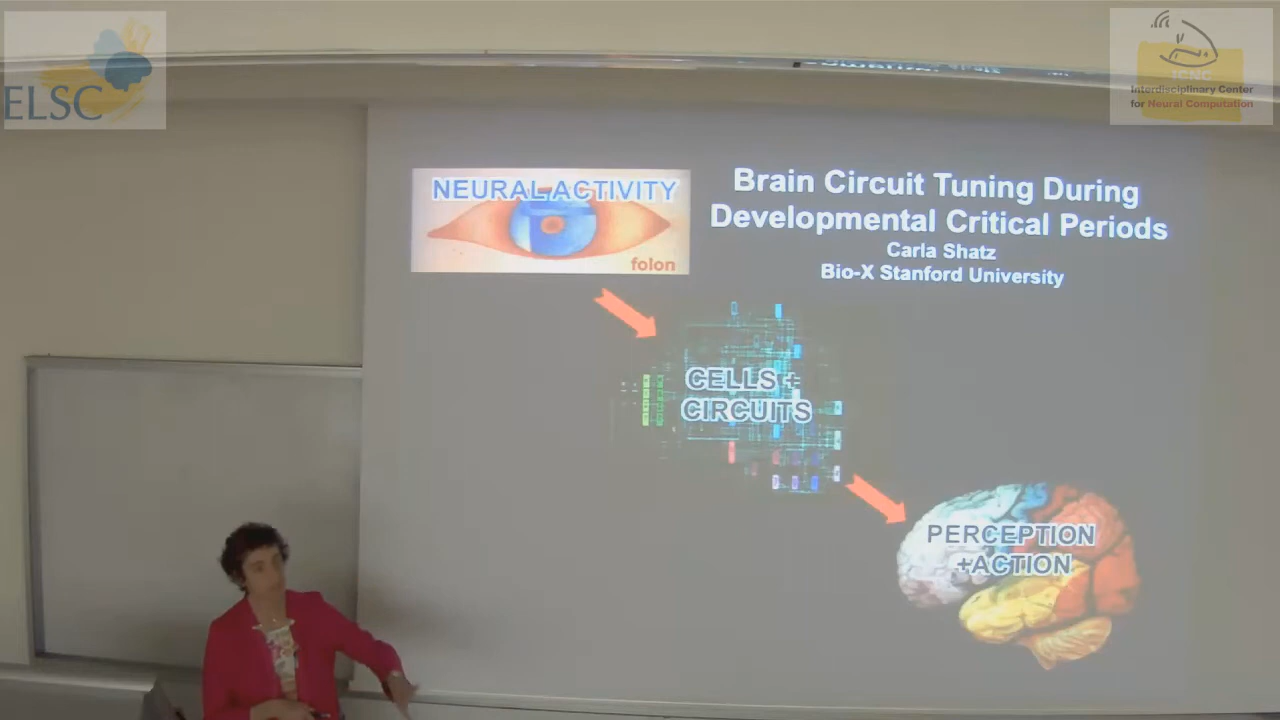 ELSC
ICNC
Interdisciplinary Center
for Neural Computation
NEURAL ACTIVITY
folon
Brain Circuit Tuning During
Developmental Critical Periods
Carla Shatz
Bio-X Stanford University
CELLS +
CIRCUITS
PERCEPTION
+ACTION